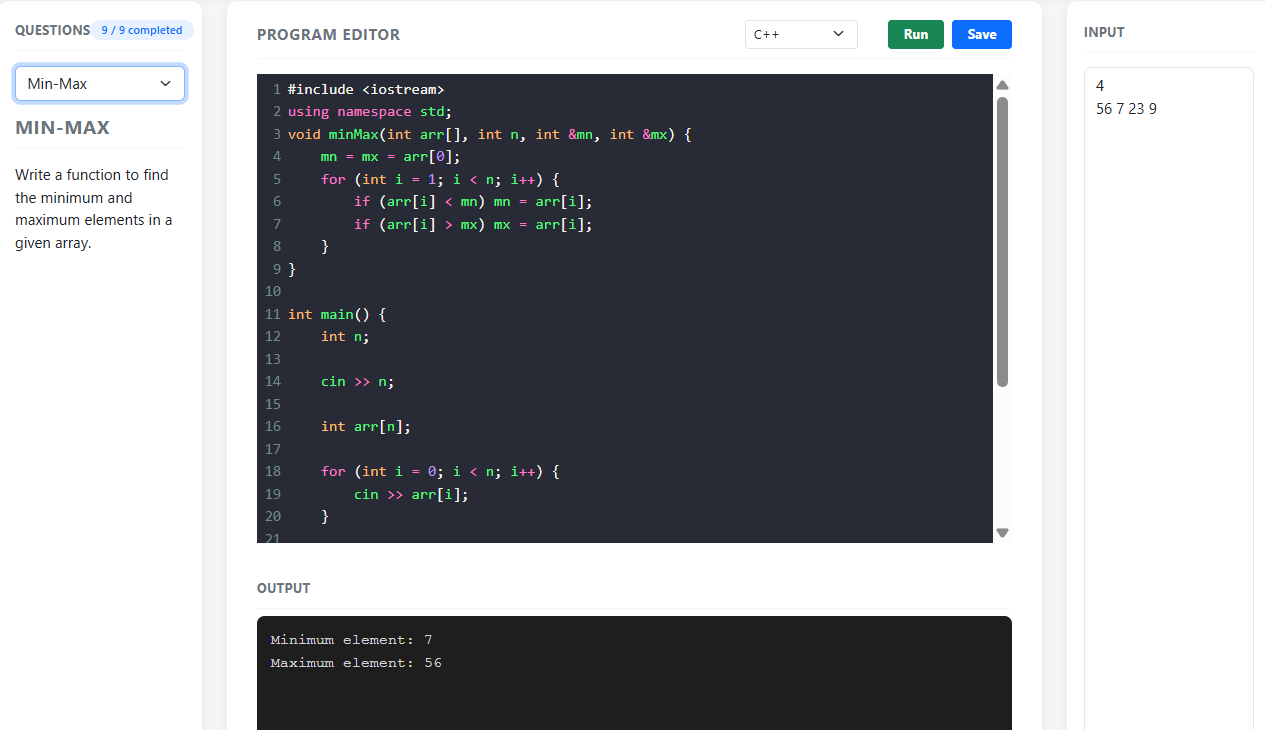 QUESTIONS 9 / 9 completed
Min-Max
MIN-MAX
Write a function to find
the minimum and
maximum elements in a
given array.
PROGRAM EDITOR
C++
Run
Save
1 #include <iostream>
2 using namespace std;
3 void minMax(int arr[], int n, int &mn, int &mx) {
4     mn = mx = arr[0];
5     for (int i = 1; i < n; i++) {
6         if (arr[i] < mn) mn = arr[i];
7         if (arr[i] > mx) mx = arr[i];
8     }
9 }
10
11 int main() {
12     int n;
13
14     cin >> n;
15
16     int arr[n];
17
18     for (int i = 0; i < n; i++) {
19         cin >> arr[i];
20     }
21
OUTPUT
Minimum element: 7
Maximum element: 56
INPUT
4
56 7 23 9